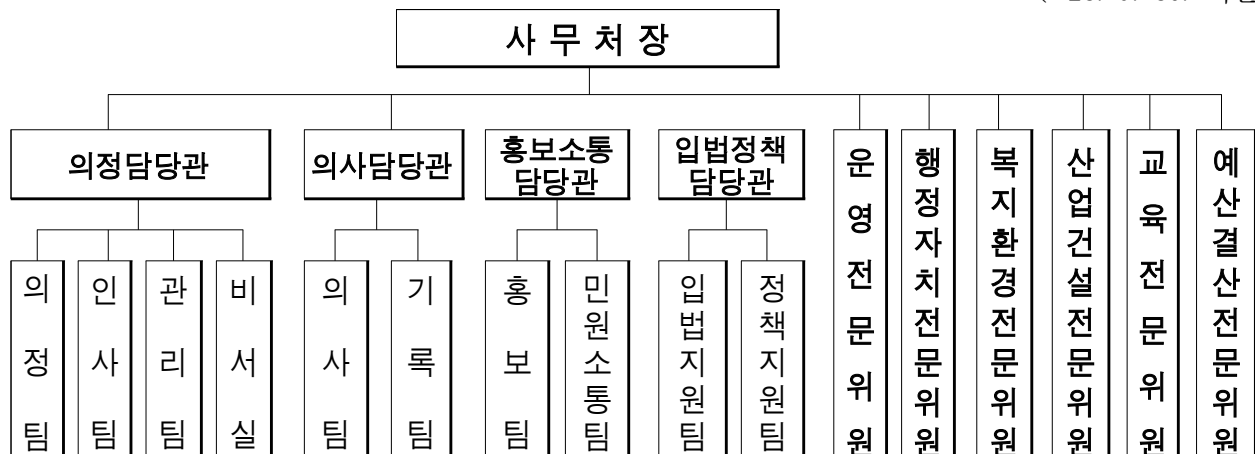 사 무 처 장
의정담당관
의사담당관
홍보소통
담당관
입법정책
담당관
운영전문위원
행정자치전문위원
복지환경전문위원
산업건설전문위원
교육전문위원
예산결산전문위원
의정팀
인사팀
관리팀
비서실
의사팀
기록팀
홍보팀
민원소통팀
입법지원팀
정책지원팀